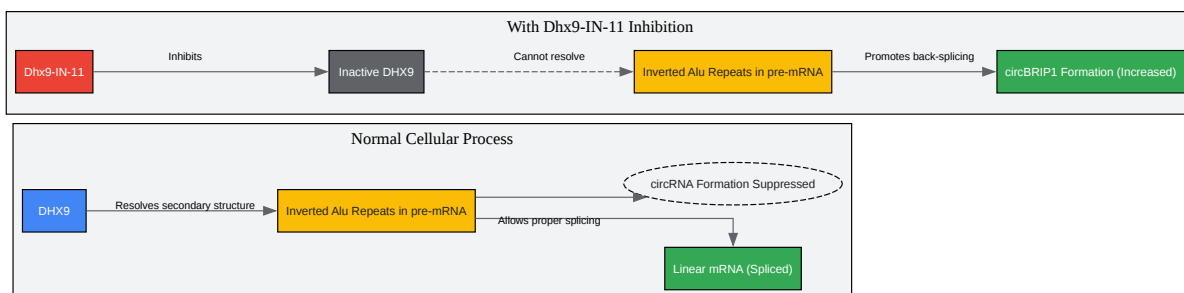 With Dhx9-IN-11 Inhibition
Dhx9-IN-11
Inhibits
Inactive DHX9
Cannot resolve
Inverted Alu Repeats in pre-mRNA
Promotes back-splicing
circBRIP1 Formation (Increased)
Normal Cellular Process
DHX9
Resolves secondary structure
Inverted Alu Repeats in pre-mRNA
circRNA Formation Suppressed
Allows proper splicing
Linear mRNA (Spliced)